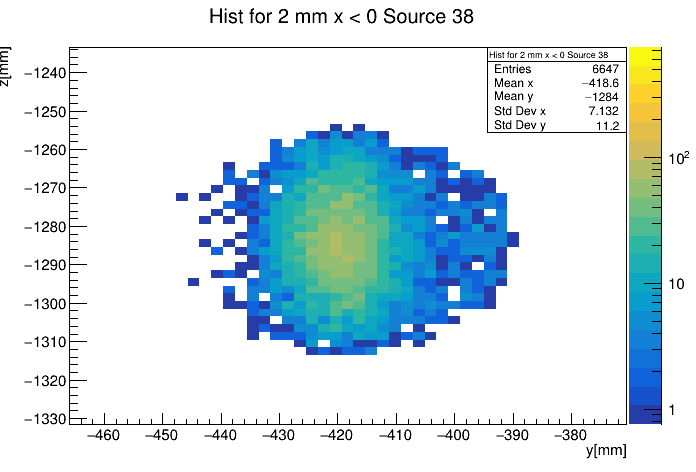 Hist for 2 mm x < 0 Source 38
z[mm]
Hist for 2 mm x < 0 Source 38
Entries 6647
Mean x −418.6
Mean y −1284
Std Dev x 7.132
Std Dev y 11.2
−1240
−1250
−1260
−1270
−1280
−1290
−1300
−1310
−1320
−1330
10²
10
1
−460 −450 −440 −430 −420 −410 −400 −390 −380
y[mm]